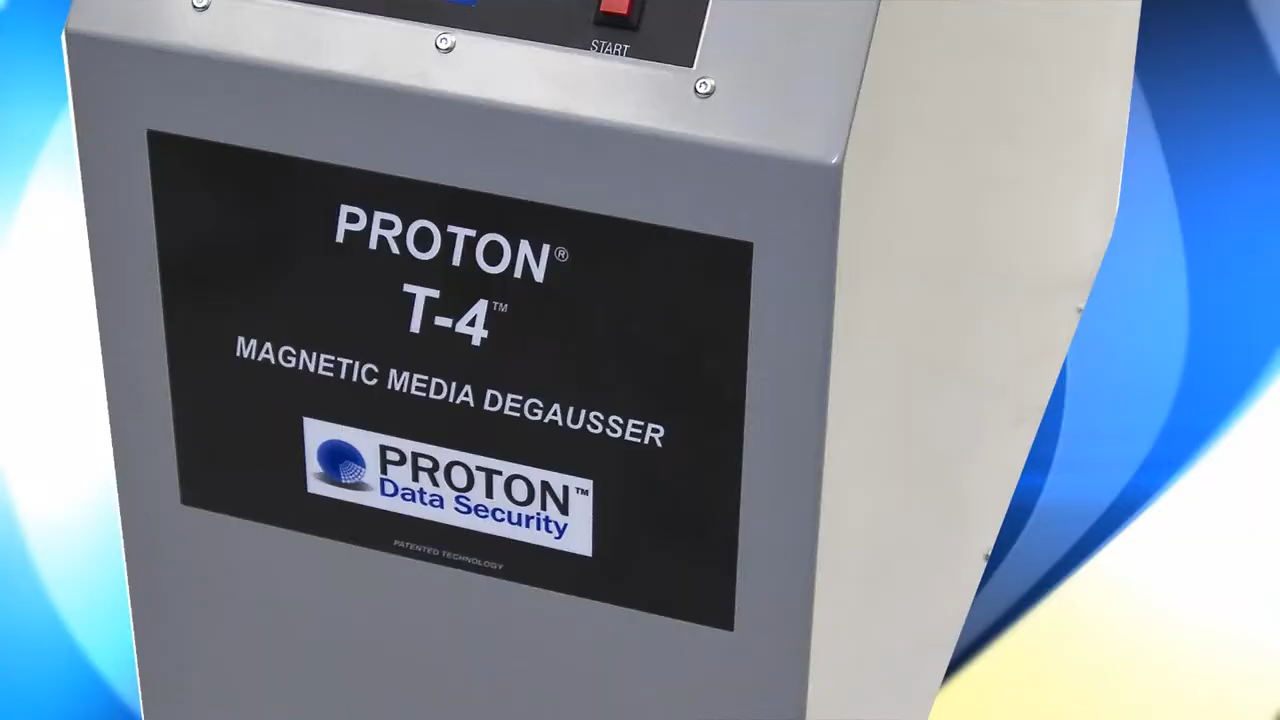 START
PROTON®
T-4™
MAGNETIC MEDIA DEGAUSSER
PROTON™
Data Security
PATENTED TECHNOLOGY